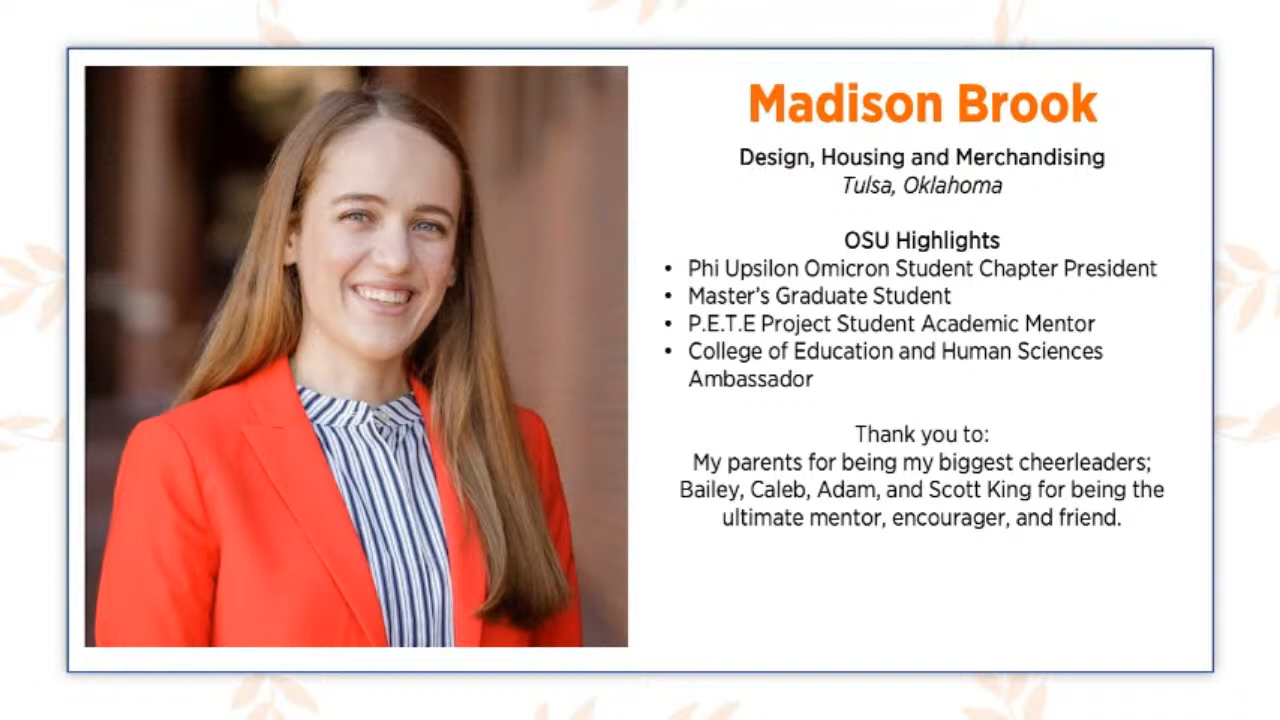 Madison Brook
Design, Housing and Merchandising
Tulsa, Oklahoma
OSU Highlights
• Phi Upsilon Omicron Student Chapter President
• Master's Graduate Student
• P.E.T.E Project Student Academic Mentor
• College of Education and Human Sciences
Ambassador
Thank you to:
My parents for being my biggest cheerleaders;
Bailey, Caleb, Adam, and Scott King for being the
ultimate mentor, encourager, and friend.